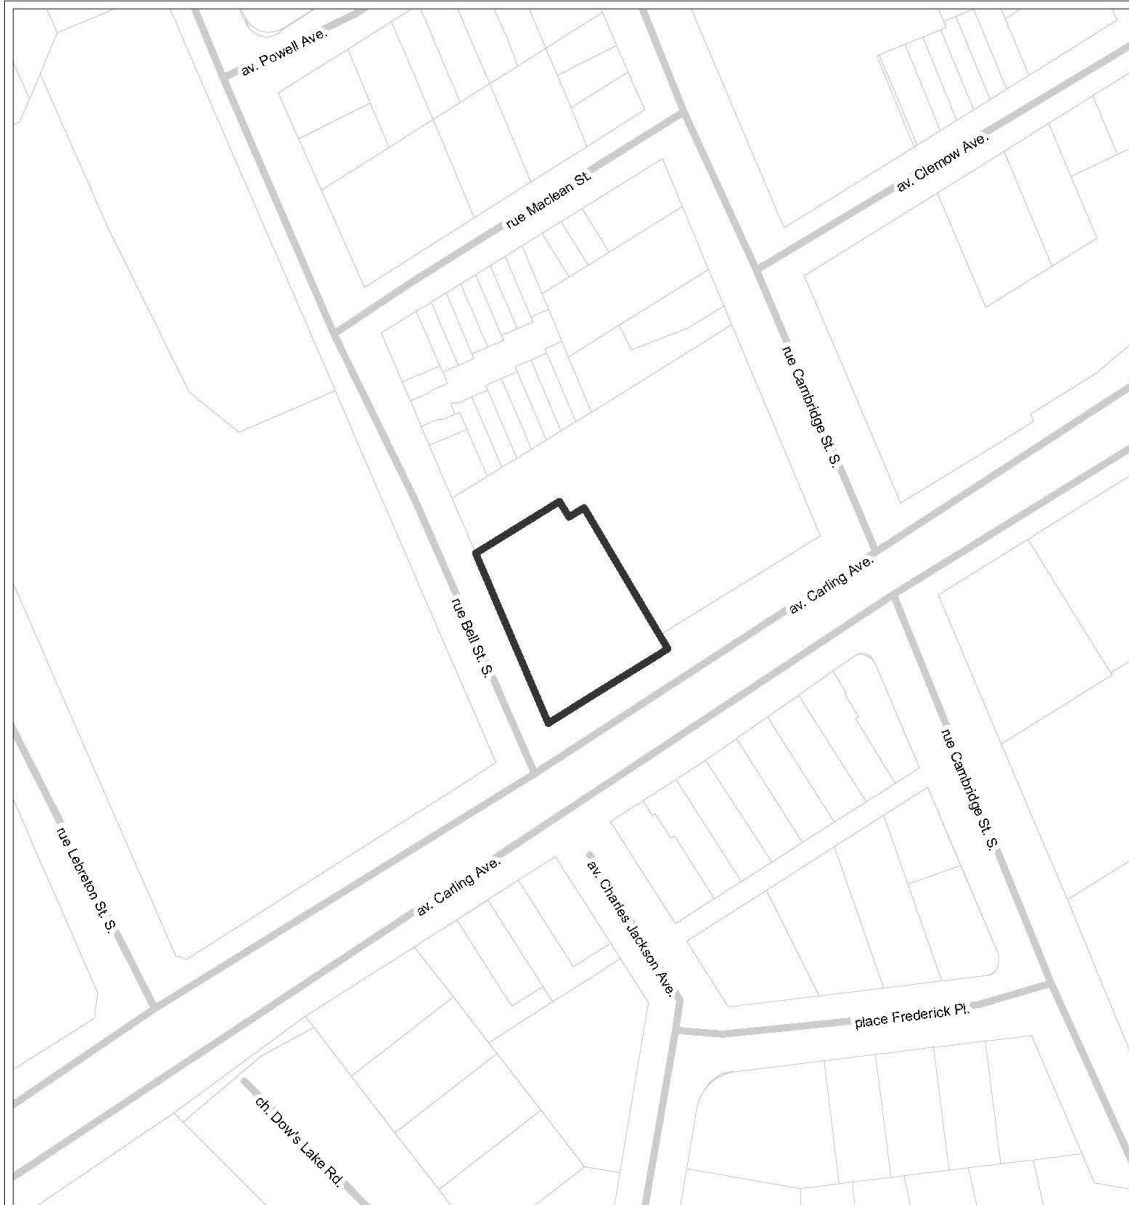 av. Powell Ave.
av. Clemow Ave.
rue Maclean St.
rue Cambridge St. S.
av. Carling Ave.
rue Bell St. S.
rue Cambridge St. S.
rue Lebreton St. S.
av. Carling Ave.
av. Charles Jackson Ave.
place Frederick Pl.
ch. Dow's Lake Rd.